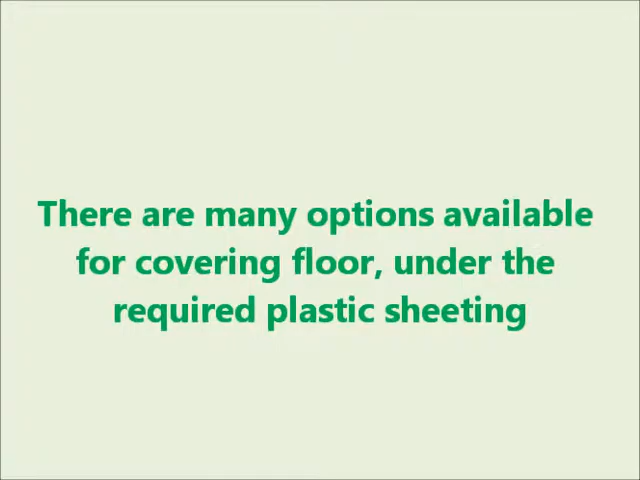 There are many options available
for covering floor, under the
required plastic sheeting